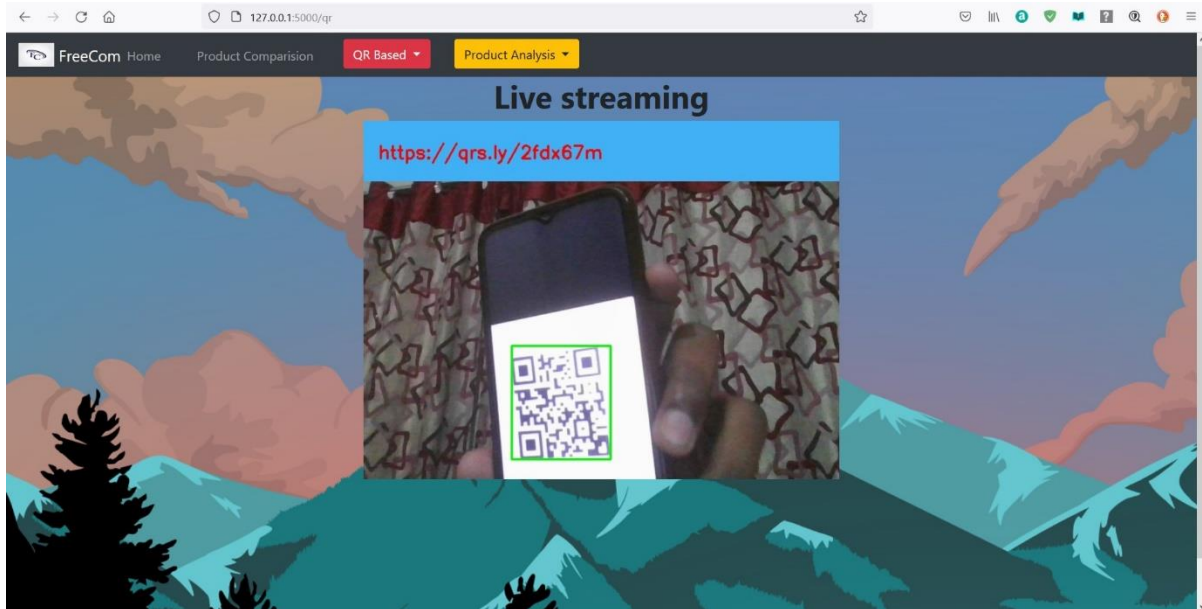 127.0.0.1:5000/qr
FreeCom Home Product Comparision QR Based Product Analysis
Live streaming
https://qrs.ly/2fdx67m